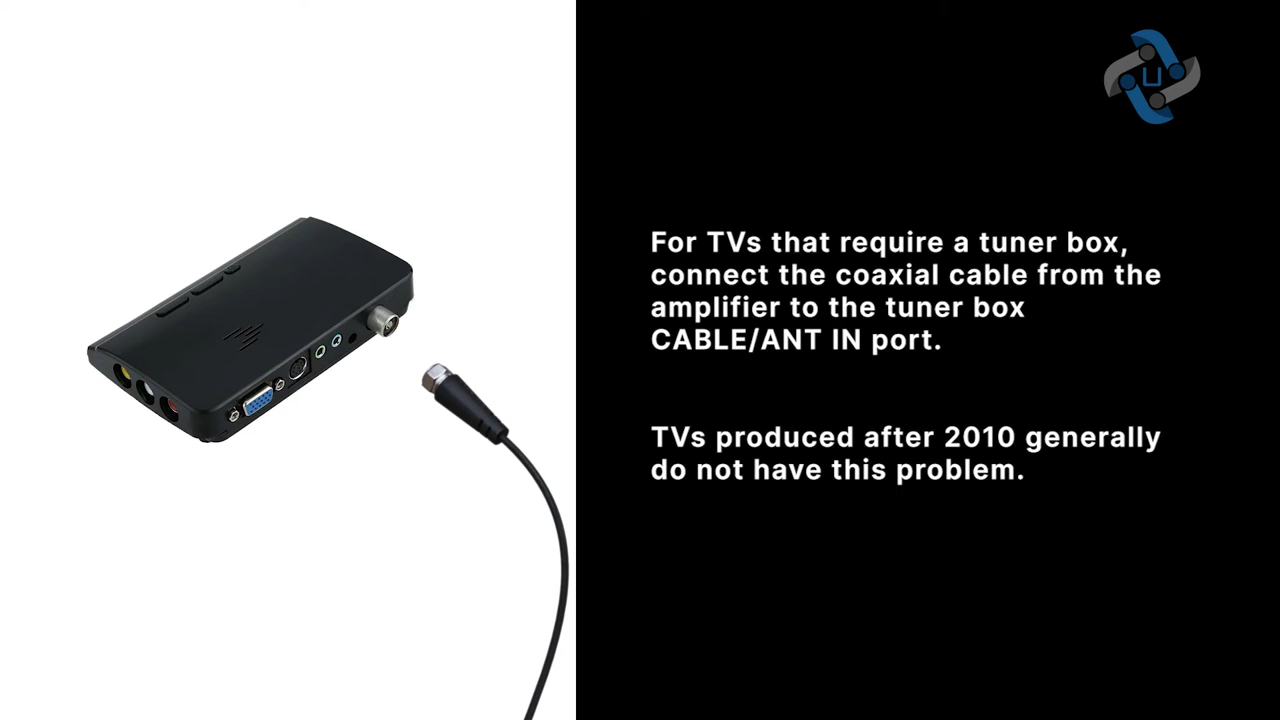 U
For TVs that require a tuner box,
connect the coaxial cable from the
amplifier to the tuner box
CABLE/ANT IN port.
TVs produced after 2010 generally
do not have this problem.